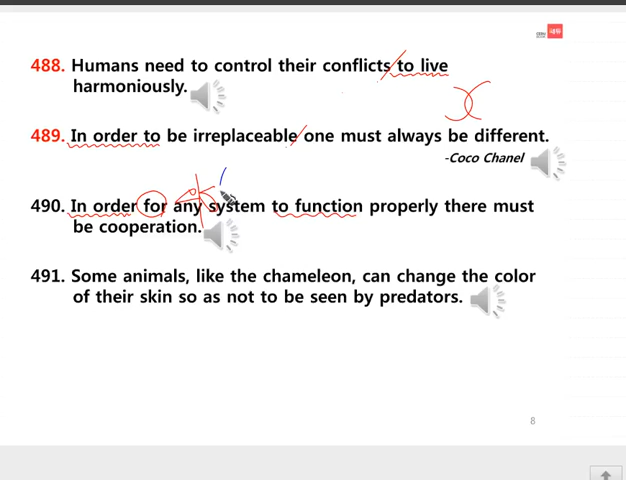 488. Humans need to control their conflicts to live
harmoniously.
489. In order to be irreplaceable one must always be different.
-Coco Chanel
490. In order for any system to function properly there must
be cooperation.
491. Some animals, like the chameleon, can change the color
of their skin so as not to be seen by predators.
8